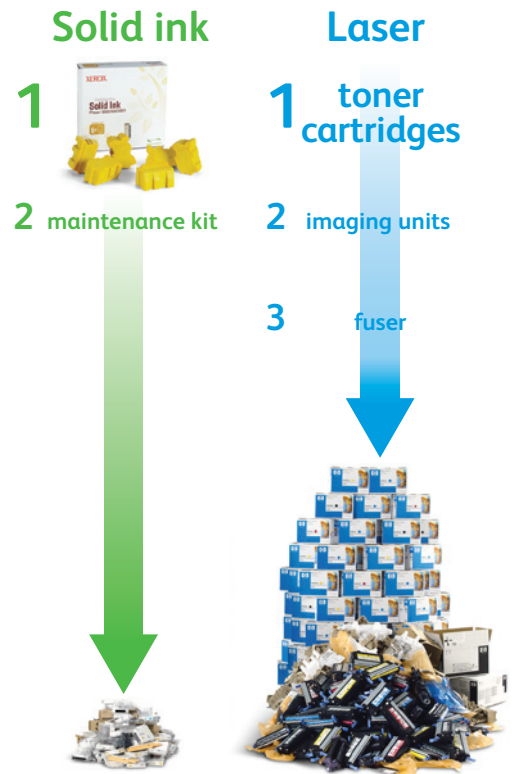 Solid ink
1
XEROX
Solid Ink
2 maintenance kit
Laser
1 toner
cartridges
2 imaging units
3 fuser